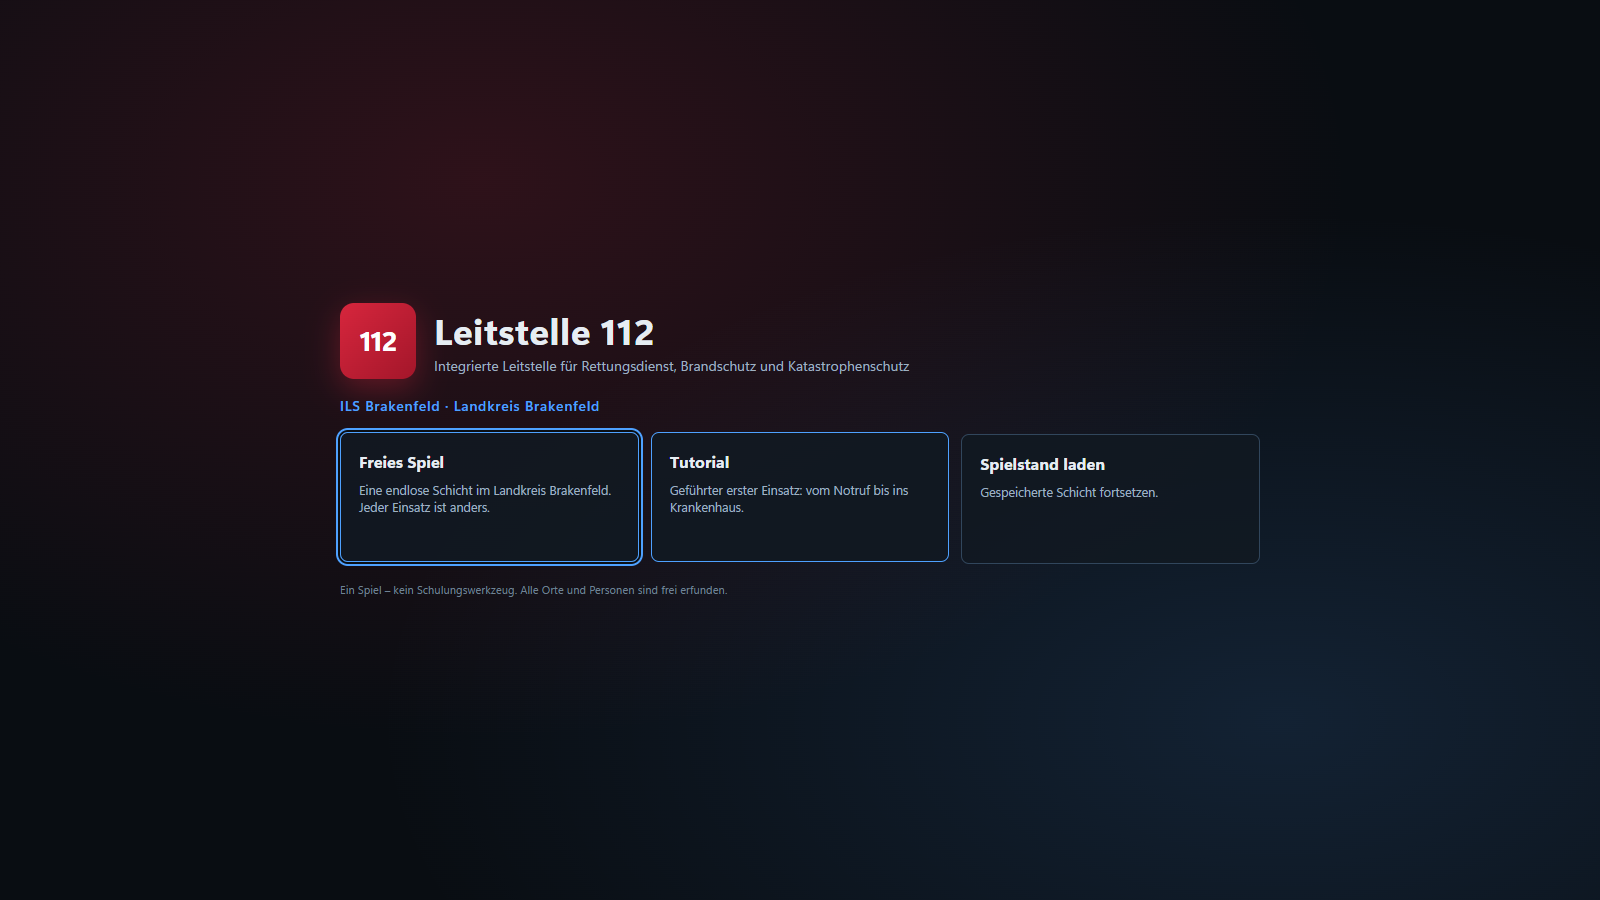 112
Leitstelle 112
Integrierte Leitstelle für Rettungsdienst, Brandschutz und Katastrophenschutz
ILS Brakenfeld · Landkreis Brakenfeld
Freies Spiel
Eine endlose Schicht im Landkreis Brakenfeld.
Jeder Einsatz ist anders.
Tutorial
Geführter erster Einsatz: vom Notruf bis ins
Krankenhaus.
Spielstand laden
Gespeicherte Schicht fortsetzen.
Ein Spiel – kein Schulungswerkzeug. Alle Orte und Personen sind frei erfunden.